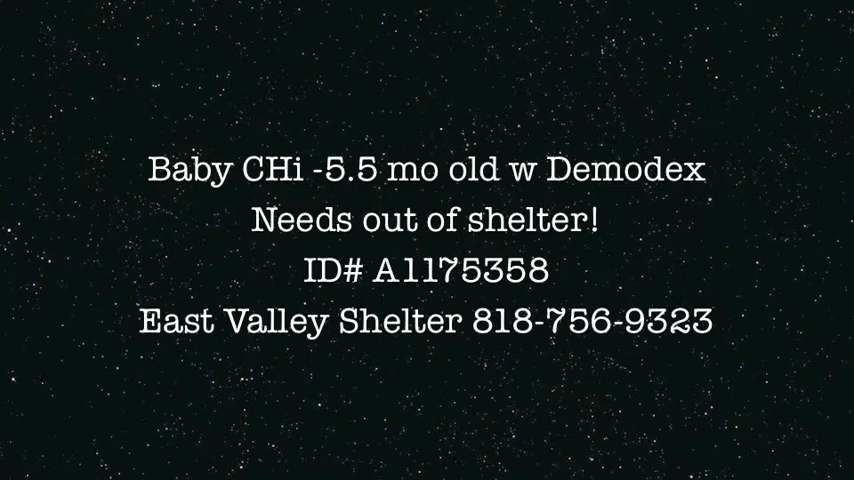 Baby CHi -5.5 mo old w Demodex
Needs out of shelter!
ID# A1175358
East Valley Shelter 818-756-9323